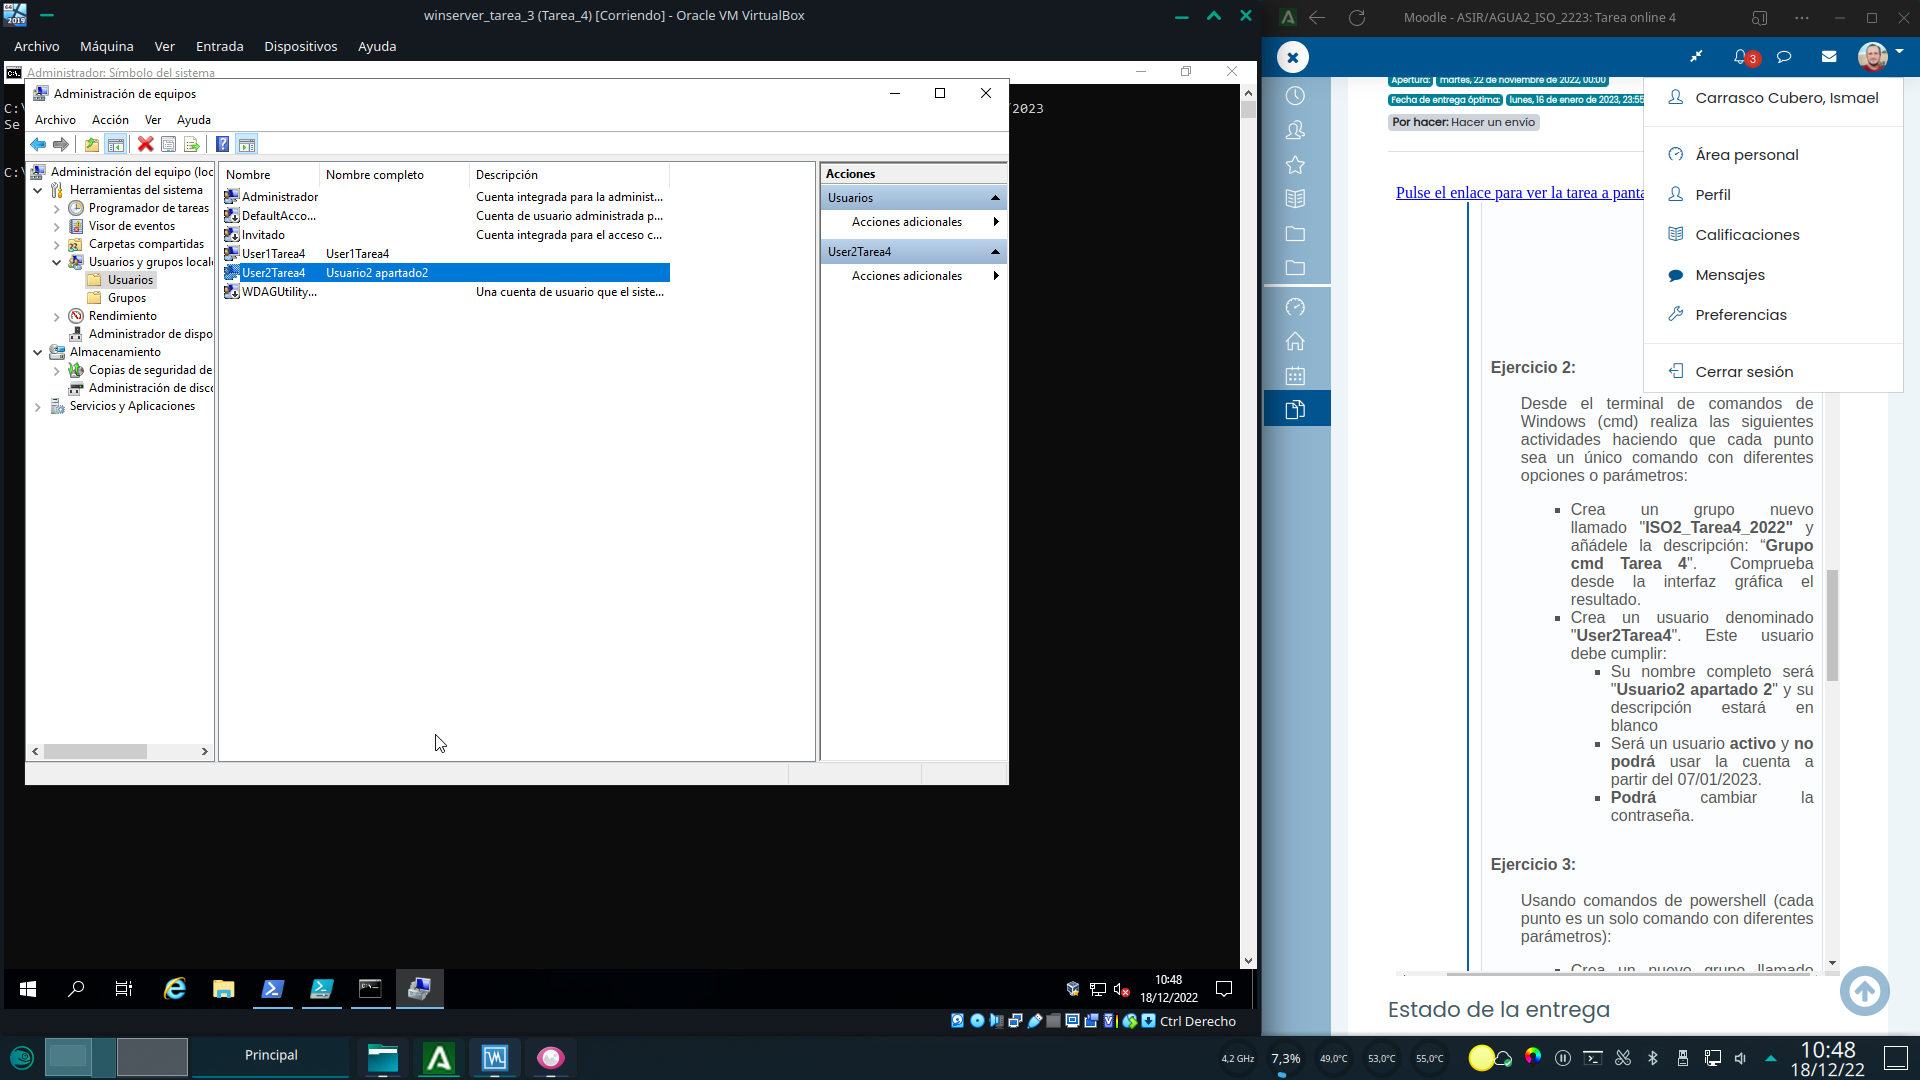 winserver_tarea_3 (Tarea_4) [Corriendo] - Oracle VM VirtualBox
Archivo Máquina Ver Entrada Dispositivos Ayuda
Administrador: Símbolo del sistema
/2023
Se
Administración de equipos
Archivo Acción Ver Ayuda
Administración del equipo (loc
Herramientas del sistema
Programador de tareas
Visor de eventos
Carpetas compartidas
Usuarios y grupos local
Usuarios
Grupos
Rendimiento
Administrador de dispo
Almacenamiento
Copias de seguridad de
Administración de disc
Servicios y Aplicaciones
Nombre Nombre completo Descripción
Administrador Cuenta integrada para la administ...
DefaultAcco... Cuenta de usuario administrada p...
Invitado Cuenta integrada para el acceso c...
User1Tarea4 User1Tarea4
User2Tarea4 Usuario2 apartado2
WDAGUtility... Una cuenta de usuario que el siste...
Acciones
Usuarios
Acciones adicionales
User2Tarea4
Acciones adicionales
10:48
18/12/2022
Ctrl Derecho
Moodle - ASIR/AGUA2_ISO_2223: Tarea online 4
3
Apertura: martes, 22 de noviembre de 2022, 00:00
Fecha de entrega óptima: lunes, 16 de enero de 2023, 23:55
Por hacer: Hacer un envío
Pulse el enlace para ver la tarea a panta
Carrasco Cubero, Ismael
Área personal
Perfil
Calificaciones
Mensajes
Preferencias
Cerrar sesión
Ejercicio 2:
Desde el terminal de comandos de
Windows (cmd) realiza las siguientes
actividades haciendo que cada punto
sea un único comando con diferentes
opciones o parámetros:
Crea un grupo nuevo
llamado "ISO2_Tarea4_2022" y
añádele la descripción: “Grupo
cmd Tarea 4". Comprueba
desde la interfaz gráfica el
resultado.
Crea un usuario denominado
"User2Tarea4". Este usuario
debe cumplir:
Su nombre completo será
"Usuario2 apartado 2" y su
descripción estará en
blanco
Será un usuario activo y no
podrá usar la cuenta a
partir del 07/01/2023.
Podrá cambiar la
contraseña.
Ejercicio 3:
Usando comandos de powershell (cada
punto es un solo comando con diferentes
parámetros):
Crea un nuevo grupo llamado
Estado de la entrega
Principal
4,2 GHz 7,3% 49,0°C 53,0°C 55,0°C
10:48
18/12/22